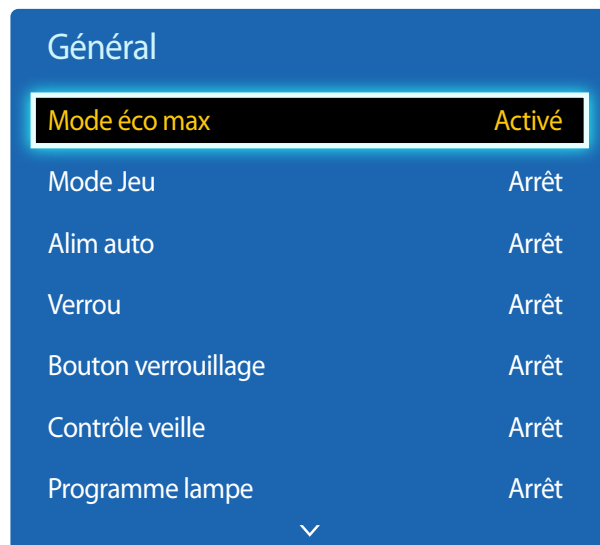 Général
Mode éco max Activé
Mode Jeu Arrêt
Alim auto Arrêt
Verrou Arrêt
Bouton verrouillage Arrêt
Contrôle veille Arrêt
Programme lampe Arrêt